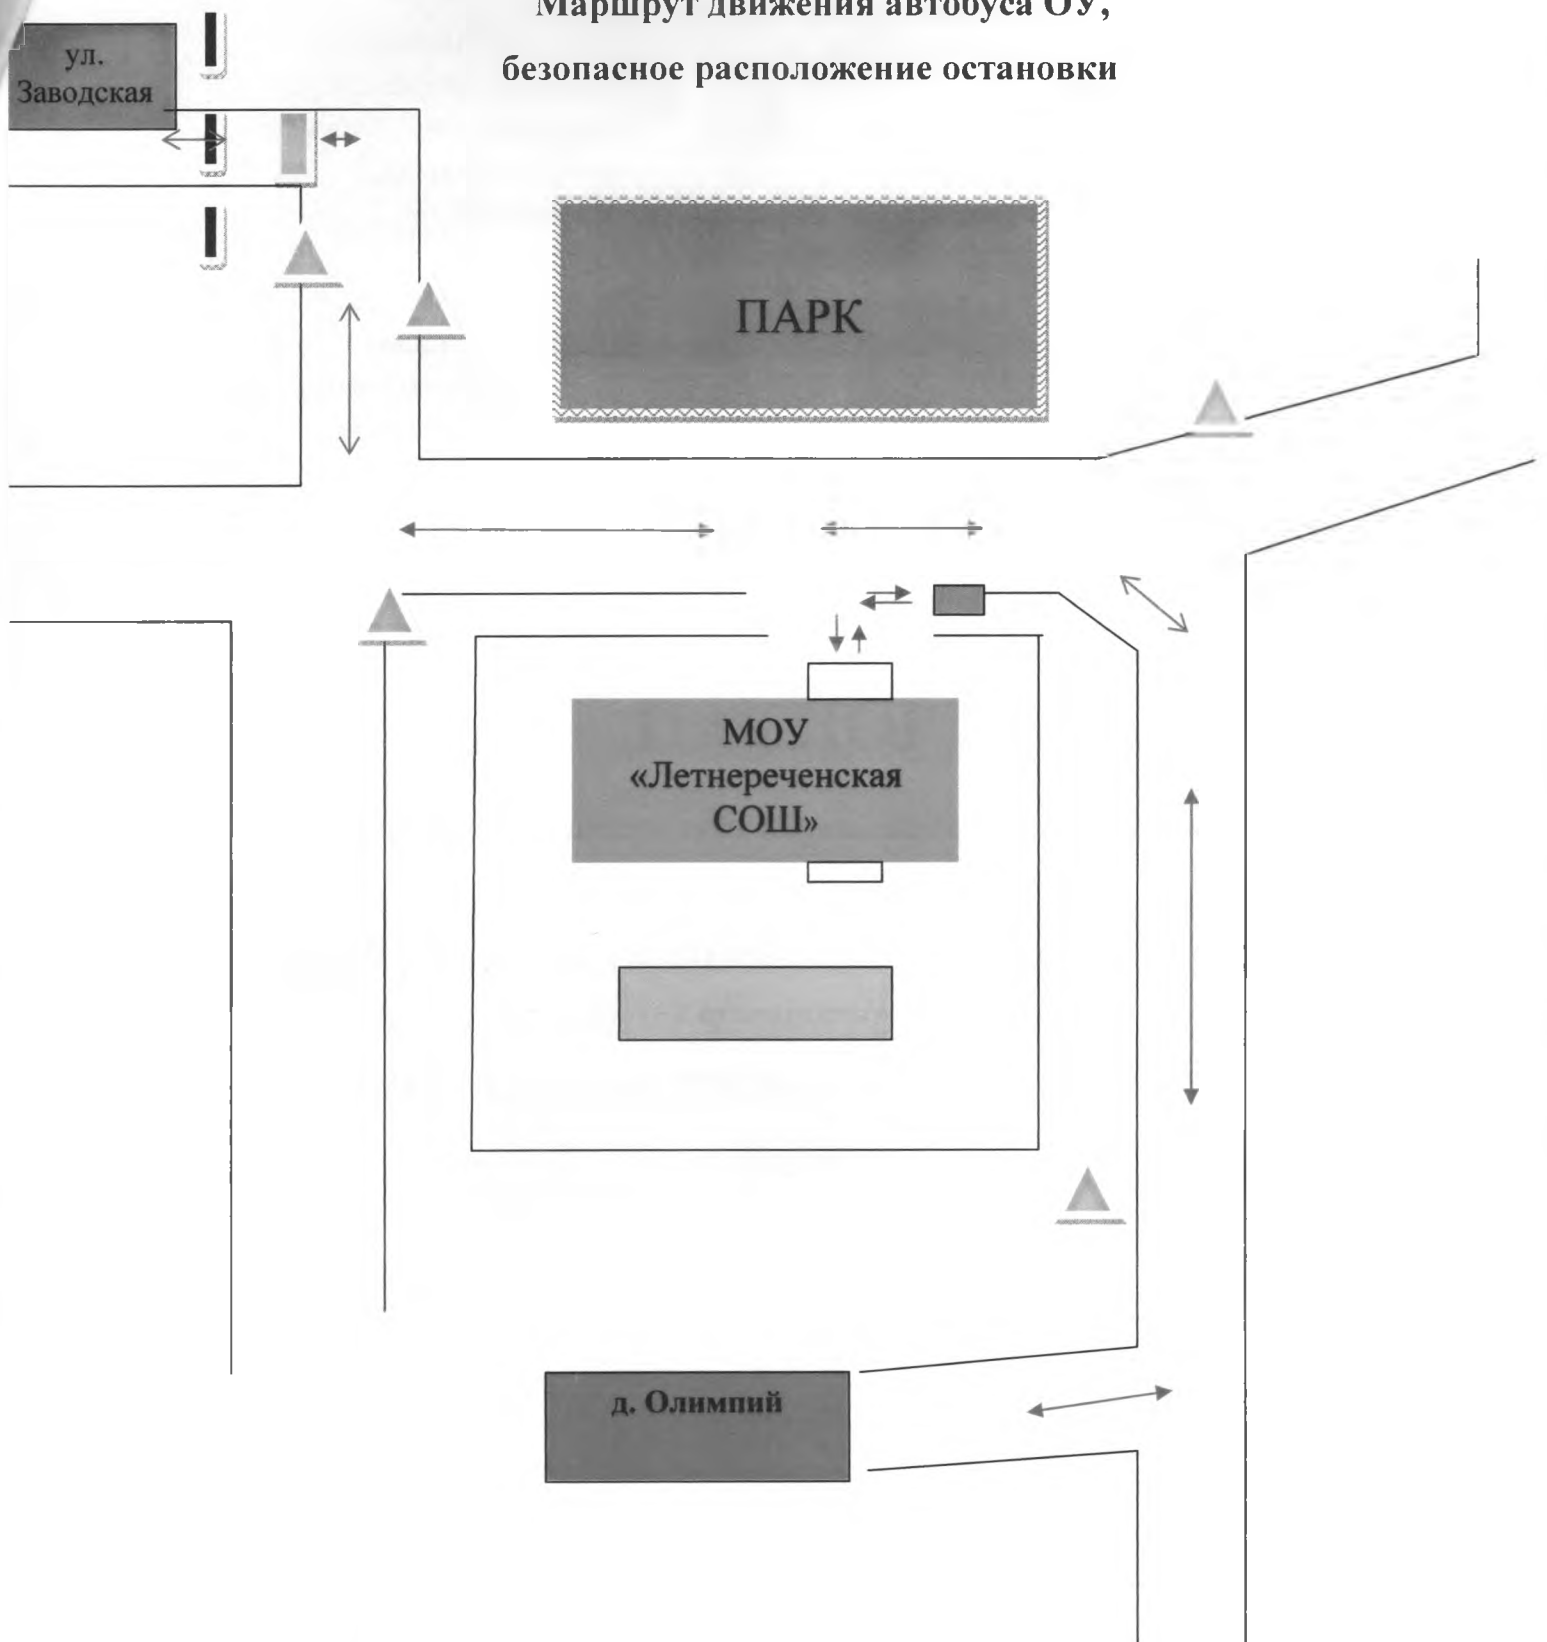 Маршрут движения автобуса ОУ,
безопасное расположение остановки
ул.
Заводская
ПАРК
МОУ
«Летнереченская
СОШ»
д. Олимпий